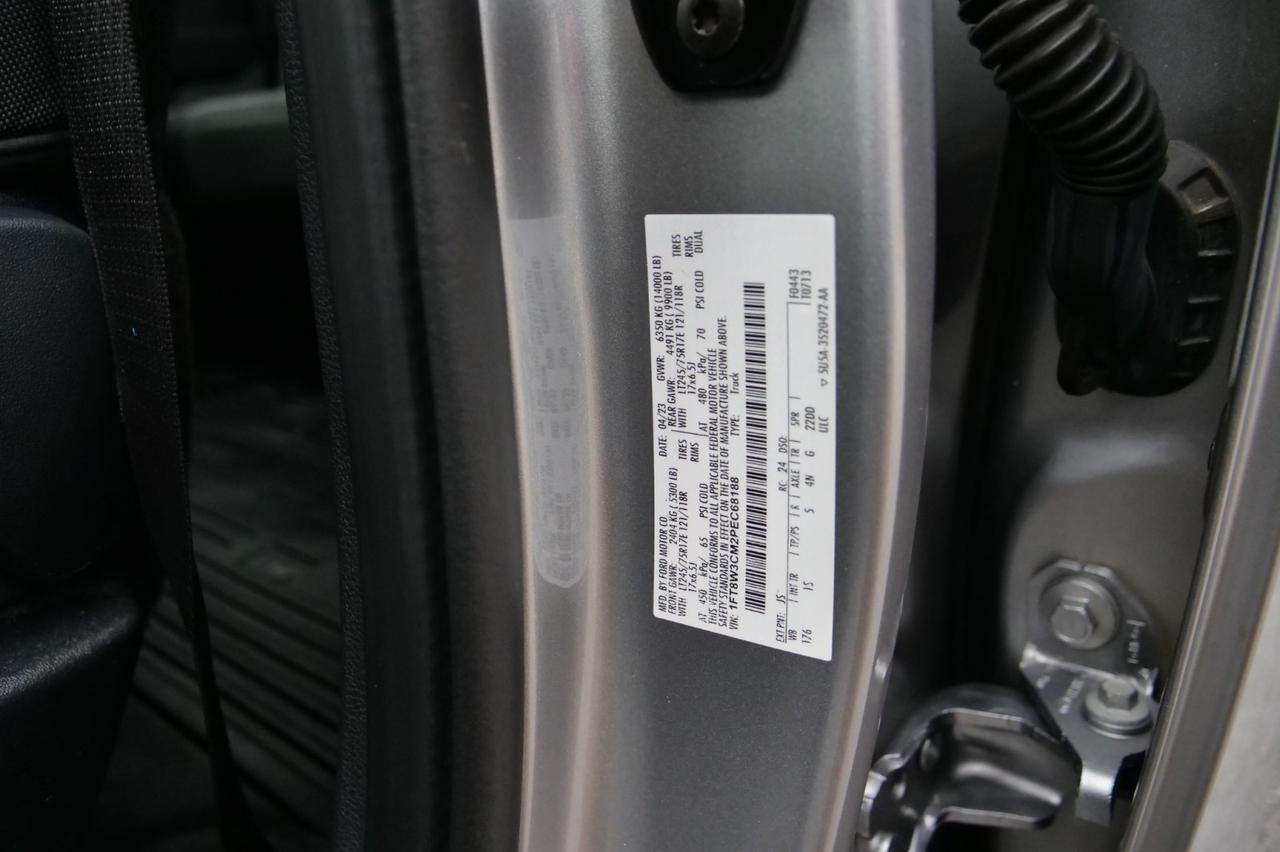 MFD. BY FORD MOTOR CO. DATE: 04/23 GVWR: 6350 KG (14000 LB)
FRONT GAWR: 2404 KG ( 5300 LB) REAR GAWR: 4491 KG ( 9900 LB)
WITH LT245/75R17E 121/118R TIRES WITH LT245/75R17E 121/118R TIRES
17x6.5J RIMS 17x6.5J RIMS
AT 450 kPa/ 65 PSI COLD AT 480 kPa/ 70 PSI COLD DUAL
THIS VEHICLE CONFORMS TO ALL APPLICABLE FEDERAL MOTOR VEHICLE
SAFETY STANDARDS IN EFFECT ON THE DATE OF MANUFACTURE SHOWN ABOVE.
VIN: 1FT8W3CM2PEC68188 TYPE: Truck
EXT PNT: JS RC: 24 DSO: F0443
WB INT TR TP/PS R AXLE TR SPR T0713
176 JS 5 4N G 22DD
ULC ▽ 5U5A-3520472-AA